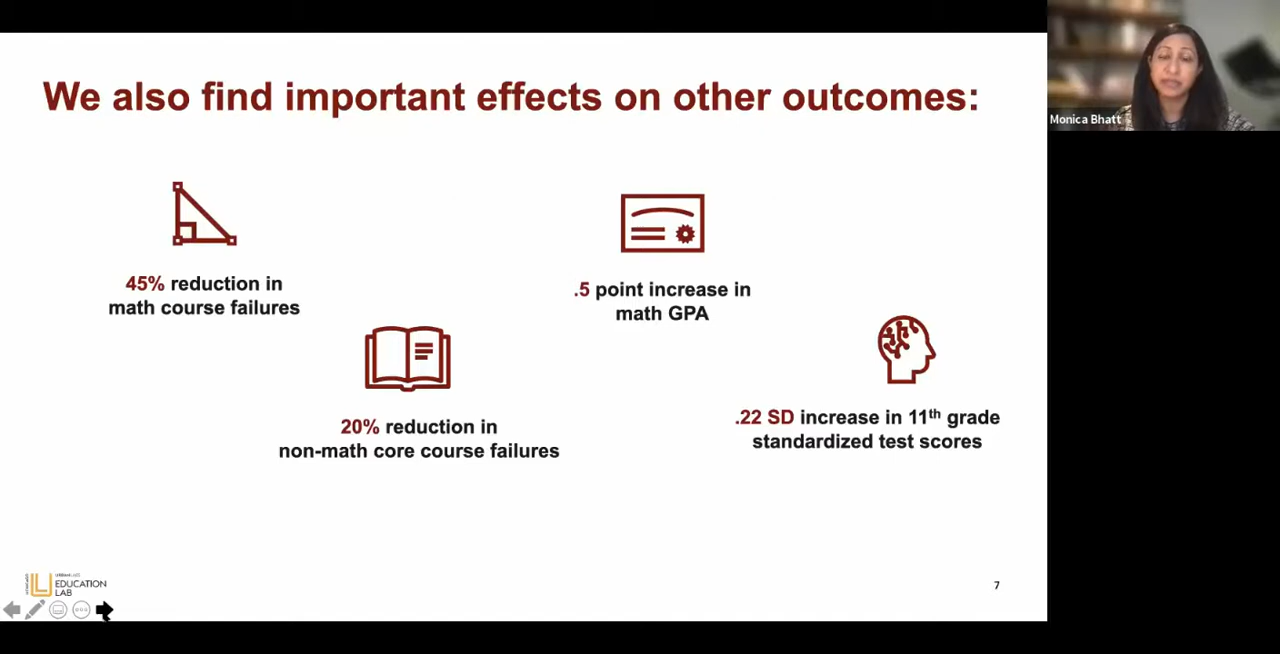 We also find important effects on other outcomes:
Monica Bhatt
45% reduction in
math course failures
.5 point increase in
math GPA
20% reduction in
non-math core course failures
.22 SD increase in 11th grade
standardized test scores
URBANLABS
EDUCATION
LAB
7